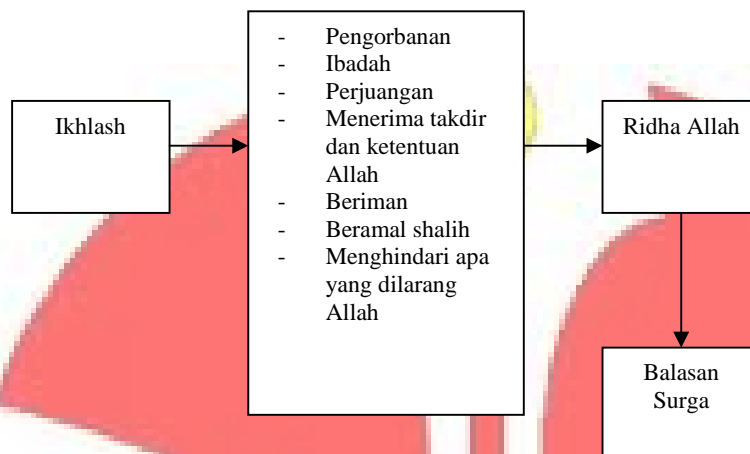 Ikhlash
- Pengorbanan
- Ibadah
- Perjuangan
- Menerima takdir
dan ketentuan
Allah
- Beriman
- Beramal shalih
- Menghindari apa
yang dilarang
Allah
Ridha Allah
Balasan
Surga